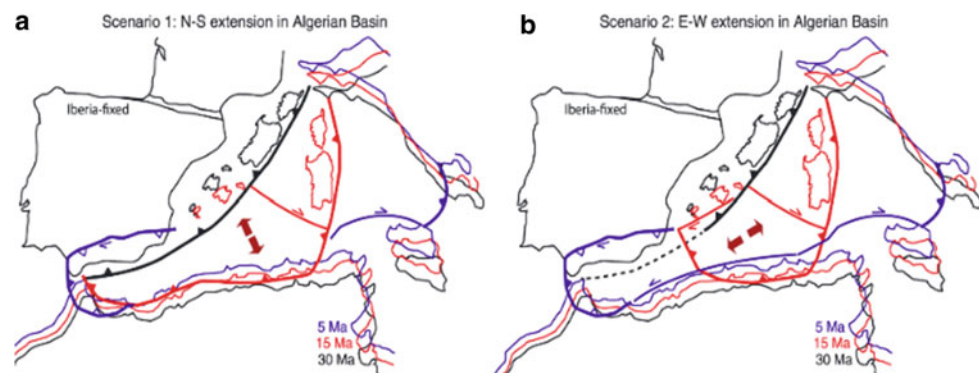 a
Scenario 1: N-S extension in Algerian Basin
Iberia-fixed
5 Ma
15 Ma
30 Ma
b
Scenario 2: E-W extension in Algerian Basin
Iberia-fixed
5 Ma
15 Ma
30 Ma